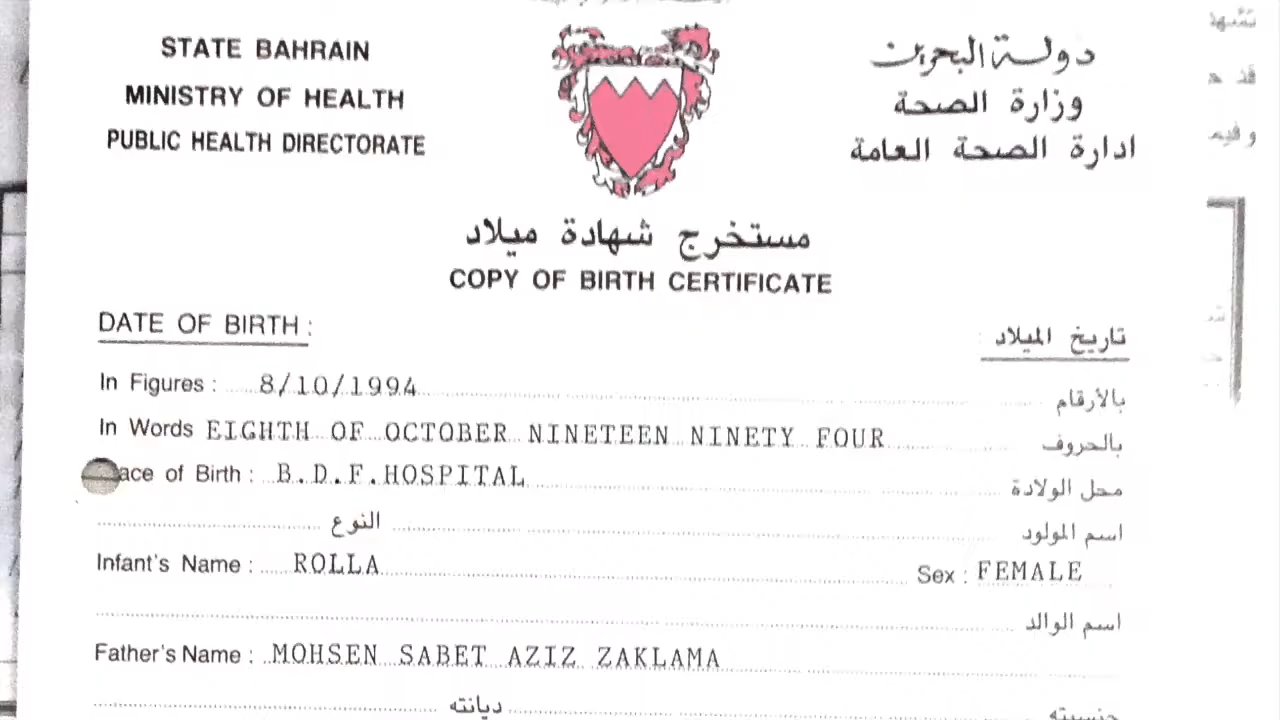 STATE BAHRAIN
MINISTRY OF HEALTH
PUBLIC HEALTH DIRECTORATE
دولة البحرين
وزارة الصحة
ادارة الصحة العامة
مستخرج شهادة ميلاد
COPY OF BIRTH CERTIFICATE
DATE OF BIRTH : تاريخ الميلاد :
In Figures : 8/10/1994 بالأرقام
In Words EIGHTH OF OCTOBER NINETEEN NINETY FOUR بالحروف
ace of Birth : B.D.F.HOSPITAL محل الولادة
اسم المولود النوع
Infant's Name : ROLLA Sex : FEMALE
اسم الوالد
Father's Name : MOHSEN SABET AZIZ ZAKLAMA
جنسيته ديانته